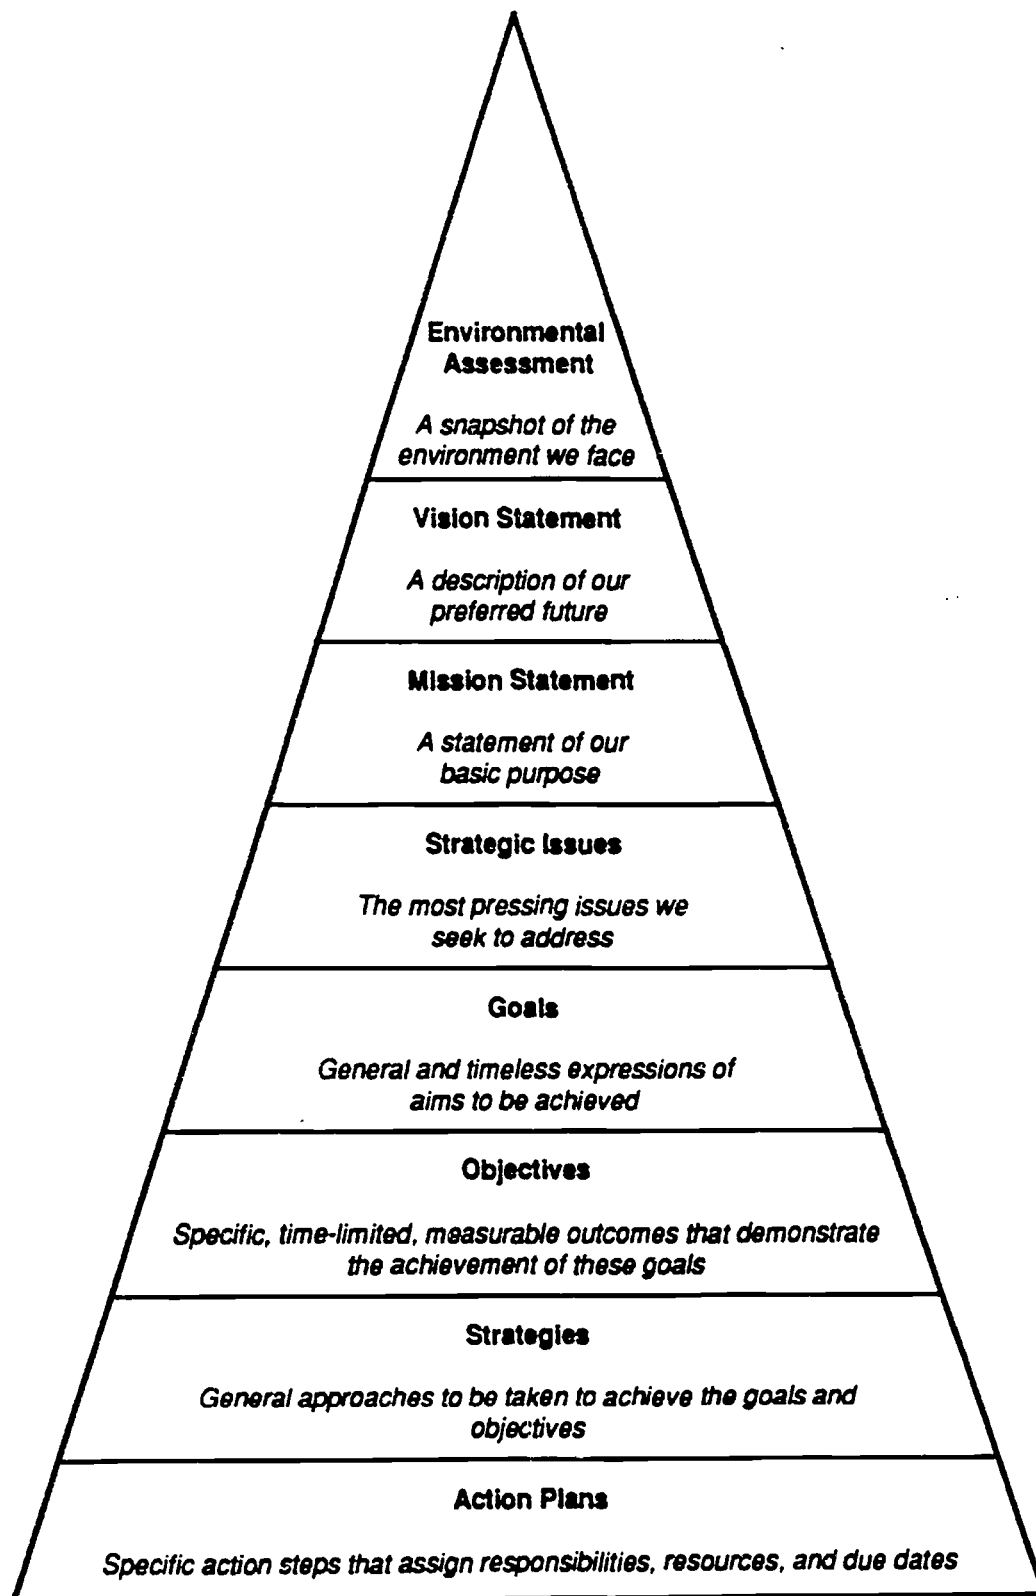 Environmental
Assessment
A snapshot of the
environment we face
Vision Statement
A description of our
preferred future
Mission Statement
A statement of our
basic purpose
Strategic Issues
The most pressing issues we
seek to address
Goals
General and timeless expressions of
aims to be achieved
Objectives
Specific, time-limited, measurable outcomes that demonstrate
the achievement of these goals
Strategies
General approaches to be taken to achieve the goals and
objectives
Action Plans
Specific action steps that assign responsibilities, resources, and due dates